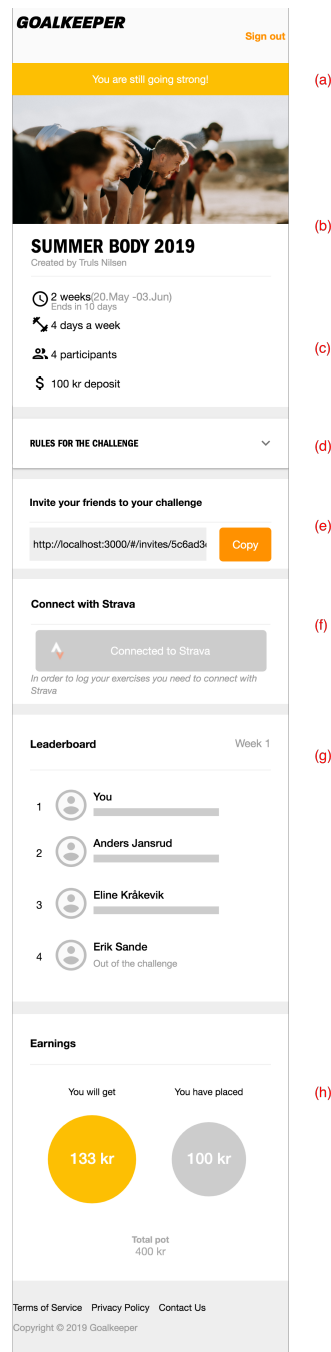 GOALKEEPER
Sign out
You are still going strong!
(a)
(b)
SUMMER BODY 2019
Created by Truls Nilsen
2 weeks(20.May -03.Jun)
Ends in 10 days
4 days a week
(c)
4 participants
$ 100 kr deposit
RULES FOR THE CHALLENGE
(d)
Invite your friends to your challenge
(e)
http://localhost:3000/#/invites/5c6ad3 Copy
Connect with Strava
(f)
Connected to Strava
In order to log your exercises you need to connect with
Strava
Leaderboard Week 1
(g)
1 You
2 Anders Jansrud
3 Eline Kråkevik
4 Erik Sande
Out of the challenge
Earnings
You will get You have placed
(h)
133 kr 100 kr
Total pot
400 kr
Terms of Service Privacy Policy Contact Us
Copyright © 2019 Goalkeeper